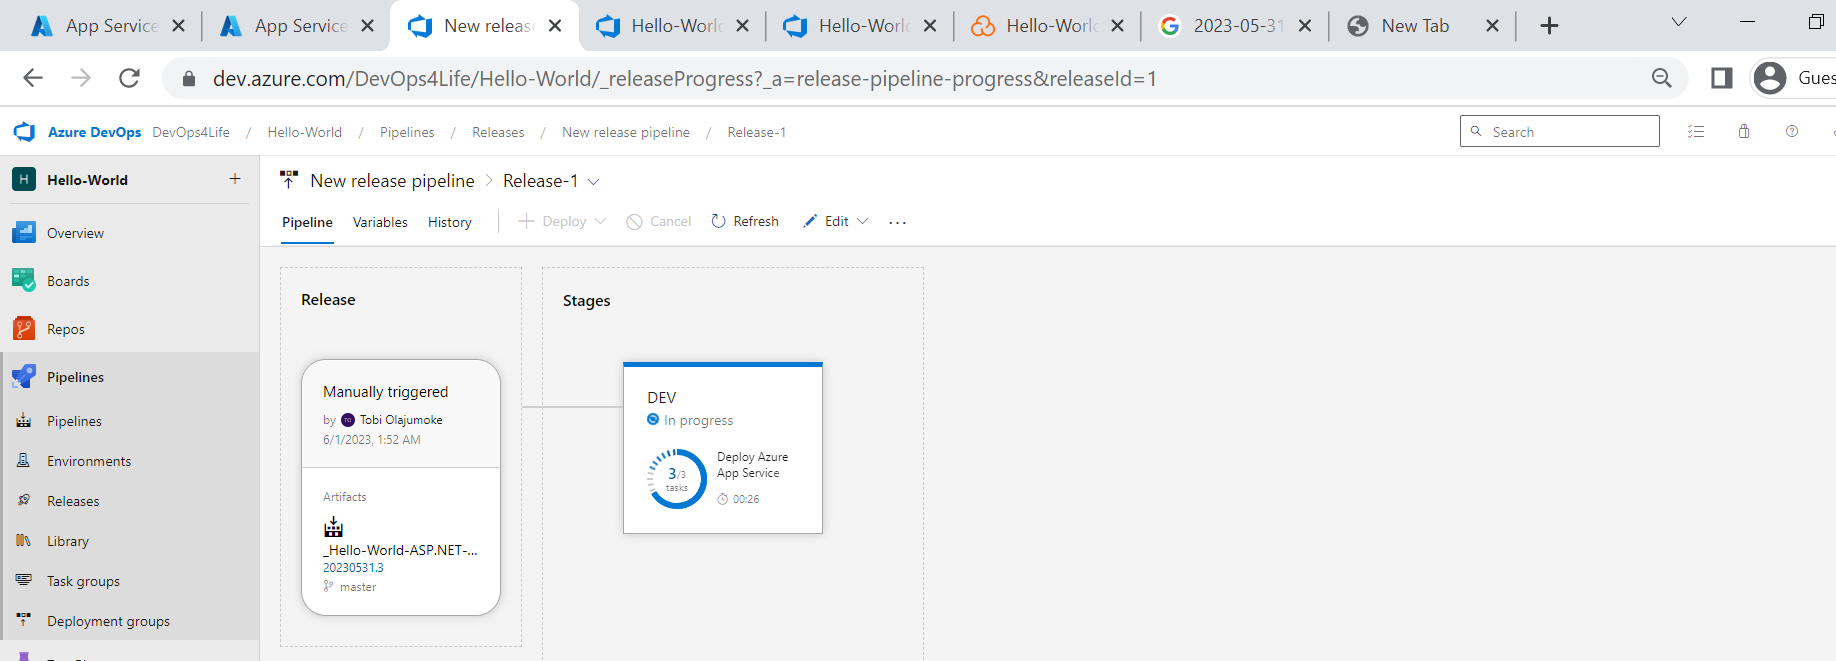 App Service
App Service
New release
Hello-World
Hello-World
Hello-World
2023-05-31
New Tab
dev.azure.com/DevOps4Life/Hello-World/_releaseProgress?_a=release-pipeline-progress&releaseId=1
Gues
Azure DevOps DevOps4Life / Hello-World / Pipelines / Releases / New release pipeline / Release-1
Search
H Hello-World +
Overview
Boards
Repos
Pipelines
Pipelines
Environments
Releases
Library
Task groups
Deployment groups
New release pipeline > Release-1
Pipeline Variables History Deploy Cancel Refresh Edit ...
Release
Manually triggered
by TO Tobi Olajumoke
6/1/2023, 1:52 AM
Artifacts
_Hello-World-ASP.NET-...
20230531.3
master
Stages
DEV
In progress
3/3
tasks
Deploy Azure
App Service
00:26